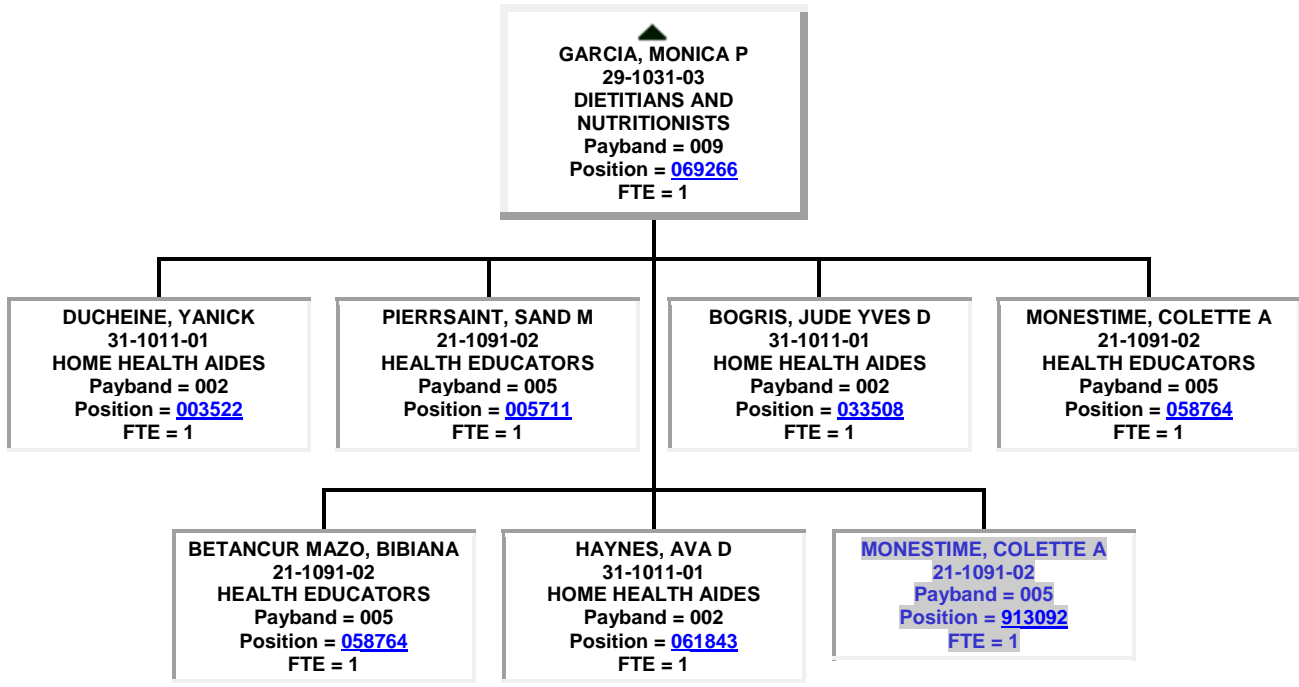 GARCIA, MONICA P
29-1031-03
DIETITIANS AND
NUTRITIONISTS
Payband = 009
Position = 069266
FTE = 1
DUCHEINE, YANICK
31-1011-01
HOME HEALTH AIDES
Payband = 002
Position = 003522
FTE = 1
PIERRSAINT, SAND M
21-1091-02
HEALTH EDUCATORS
Payband = 005
Position = 005711
FTE = 1
BOGRIS, JUDE YVES D
31-1011-01
HOME HEALTH AIDES
Payband = 002
Position = 033508
FTE = 1
MONESTIME, COLETTE A
21-1091-02
HEALTH EDUCATORS
Payband = 005
Position = 058764
FTE = 1
BETANCUR MAZO, BIBIANA
21-1091-02
HEALTH EDUCATORS
Payband = 005
Position = 058764
FTE = 1
HAYNES, AVA D
31-1011-01
HOME HEALTH AIDES
Payband = 002
Position = 061843
FTE = 1
MONESTIME, COLETTE A
21-1091-02
Payband = 005
Position = 913092
FTE = 1